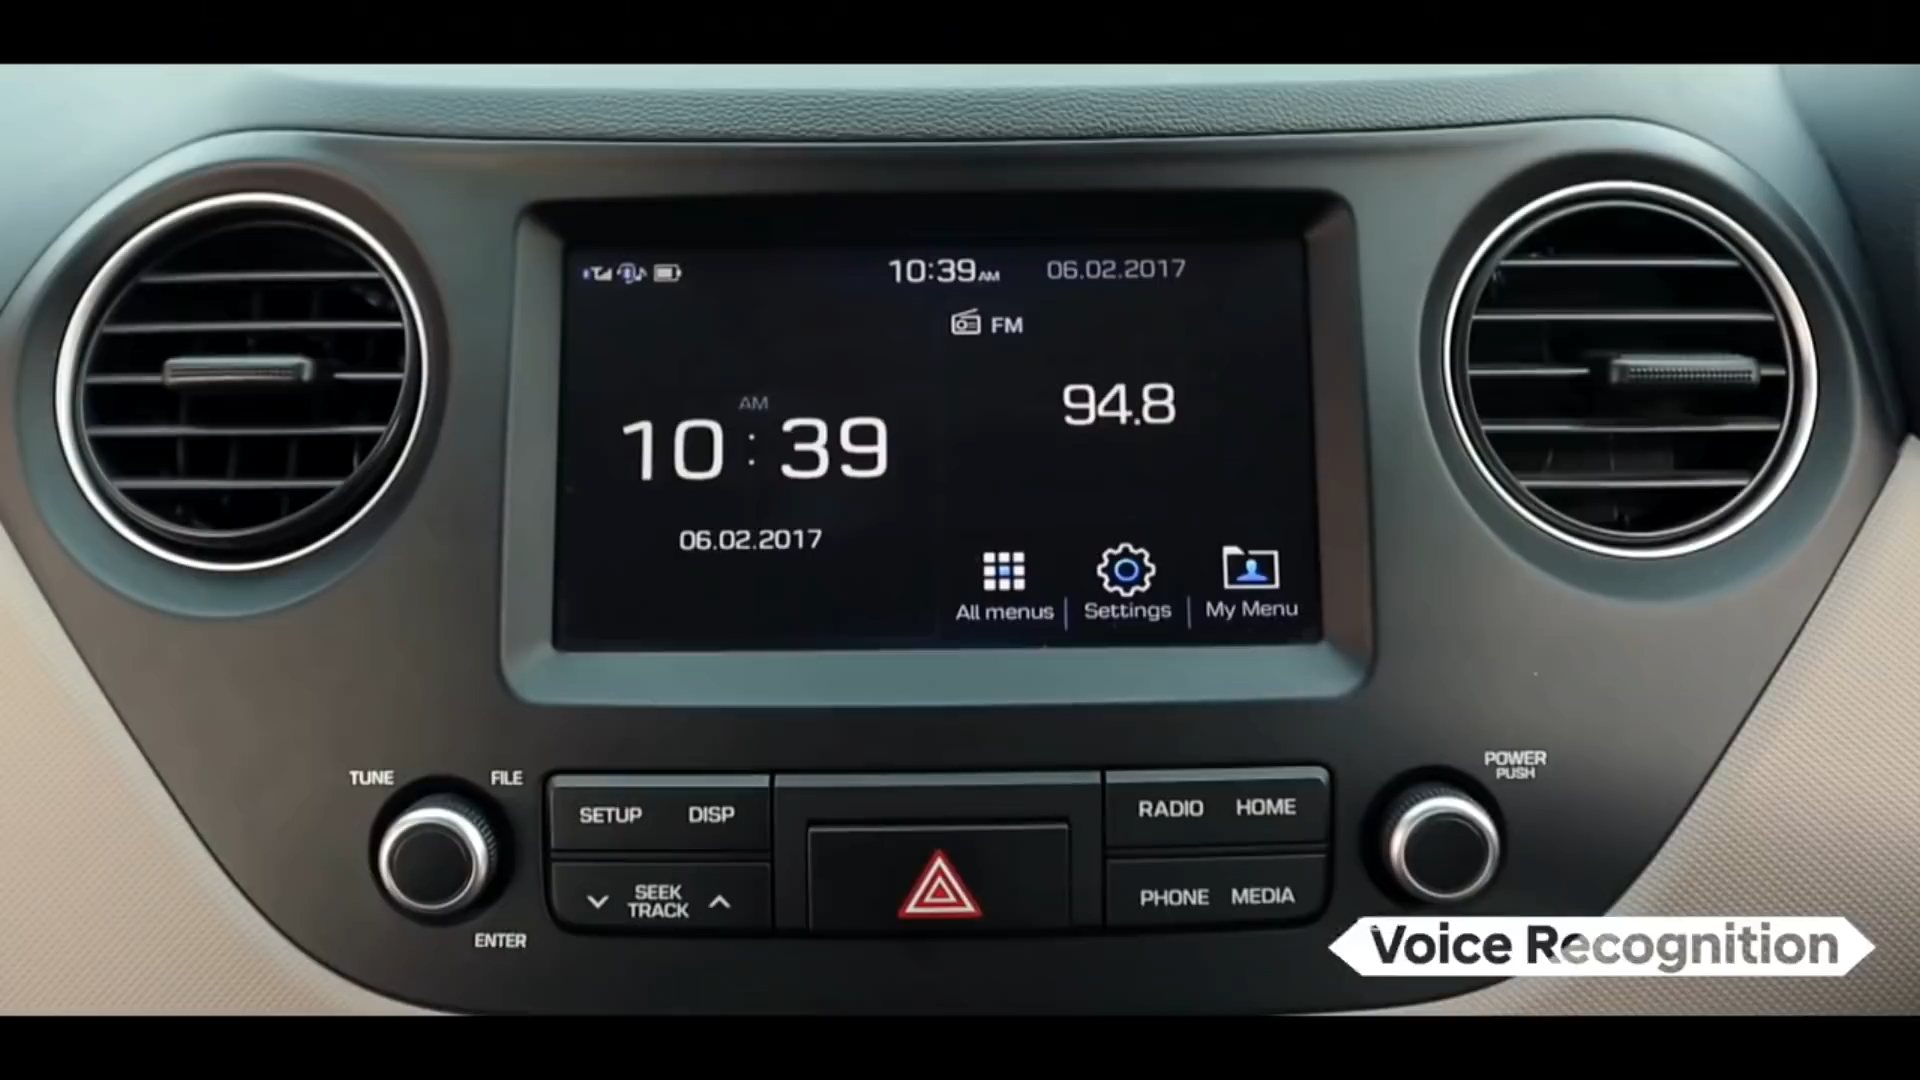 10:39AM 06.02.2017
FM
94.8
AM
10 : 39
06.02.2017
All menus
Settings
My Menu
TUNE
FILE
ENTER
SETUP DISP
SEEK
TRACK
RADIO HOME
PHONE MEDIA
POWER
PUSH
Voice Recognition